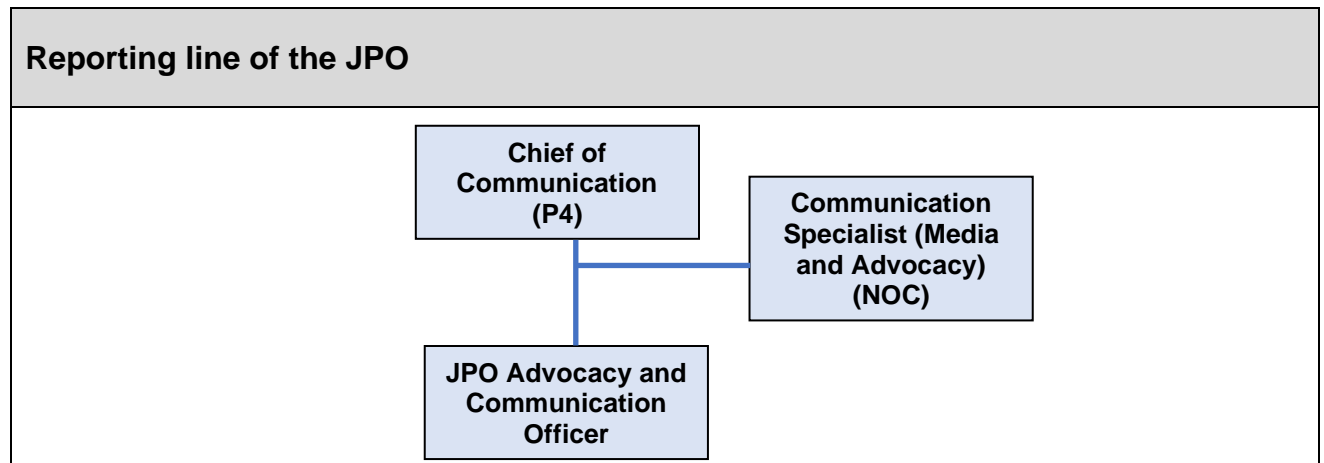 Reporting line of the JPO
Chief of
Communication
(P4)
Communication
Specialist (Media
and Advocacy)
(NOC)
JPO Advocacy and
Communication
Officer